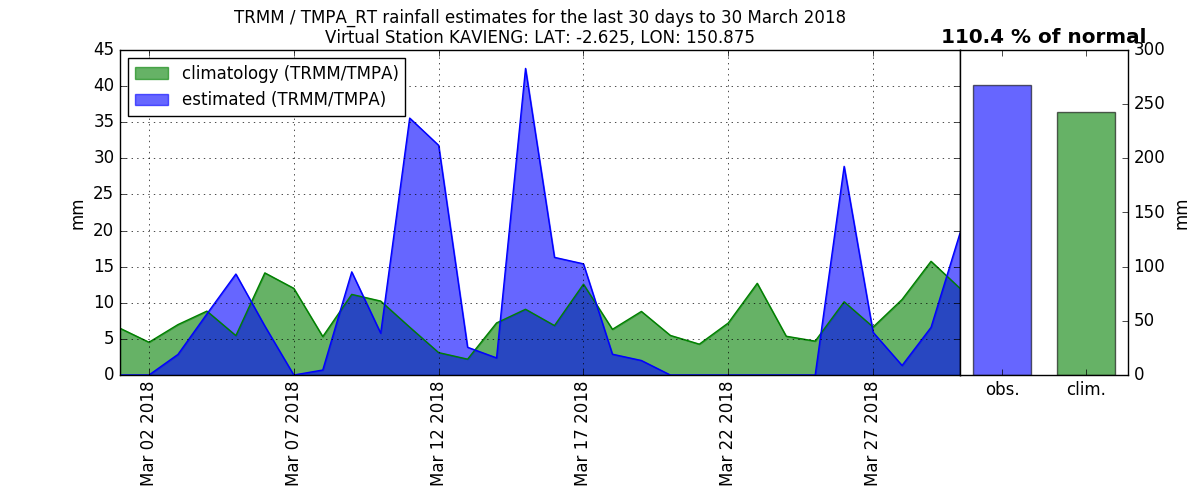 TRMM / TMPA_RT rainfall estimates for the last 30 days to 30 March 2018
Virtual Station KAVIENG: LAT: -2.625, LON: 150.875
110.4 % of normal
climatology (TRMM/TMPA)
estimated (TRMM/TMPA)
45
40
35
30
25
20
15
10
5
0
mm
Mar 02 2018
Mar 07 2018
Mar 12 2018
Mar 17 2018
Mar 22 2018
Mar 27 2018
300
250
200
150
100
50
0
mm
obs.
clim.